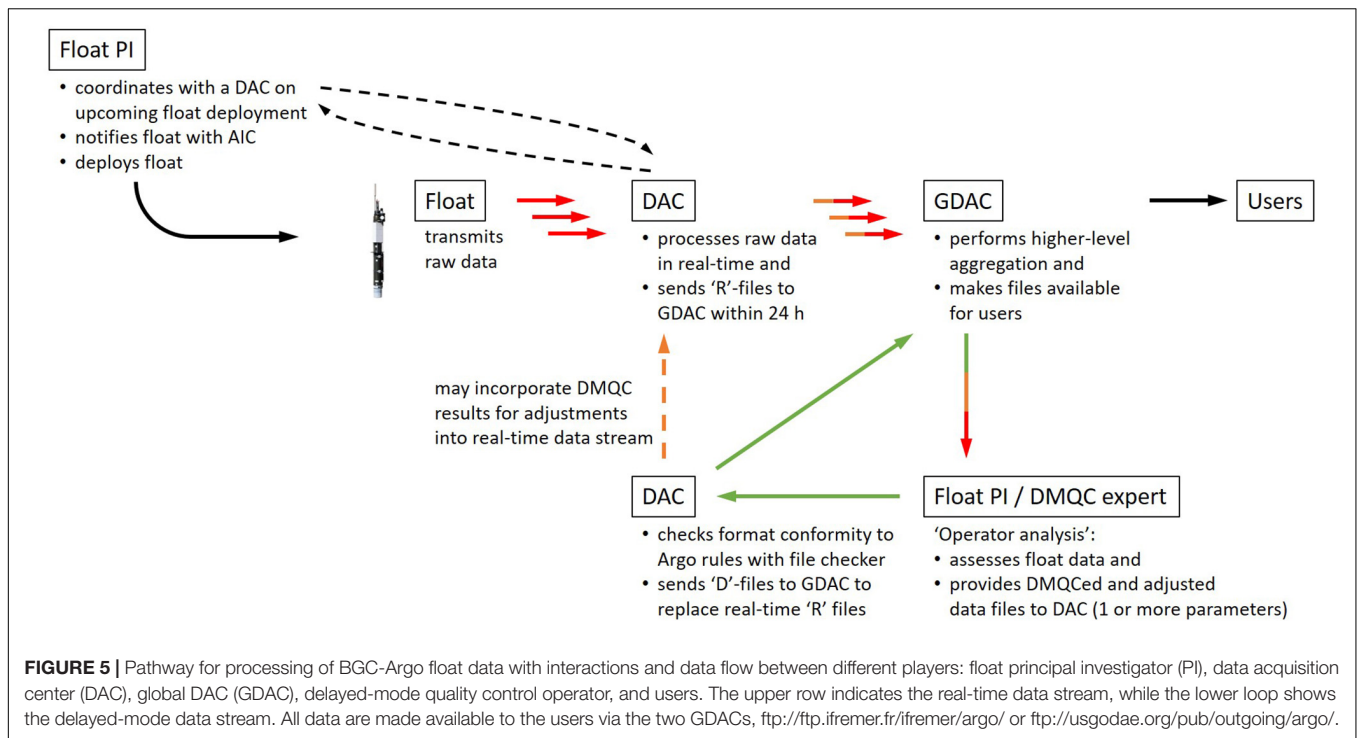 Float PI
• coordinates with a DAC on
upcoming float deployment
• notifies float with AIC
• deploys float
Float
transmits
raw data
DAC
• processes raw data
in real-time and
• sends ‘R’-files to
GDAC within 24 h
GDAC
• performs higher-level
aggregation and
• makes files available
for users
Users
may incorporate DMQC
results for adjustments
into real-time data stream
DAC
• checks format conformity to
Argo rules with file checker
• sends ‘D’-files to GDAC to
replace real-time ‘R’ files
Float PI / DMQC expert
‘Operator analysis’:
• assesses float data and
• provides DMQCed and adjusted
data files to DAC (1 or more parameters)
FIGURE 5 | Pathway for processing of BGC-Argo float data with interactions and data flow between different players: float principal investigator (PI), data acquisition
center (DAC), global DAC (GDAC), delayed-mode quality control operator, and users. The upper row indicates the real-time data stream, while the lower loop shows
the delayed-mode data stream. All data are made available to the users via the two GDACs, ftp://ftp.ifremer.fr/ifremer/argo/ or ftp://usgodae.org/pub/outgoing/argo/.